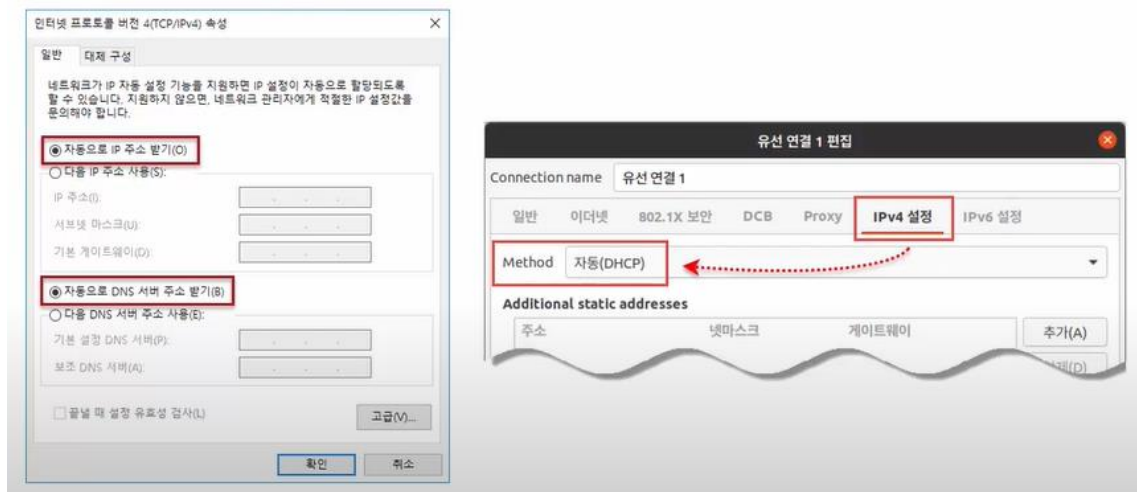 인터넷 프로토콜 버전 4(TCP/IPv4) 속성
일반 대체 구성
네트워크가 IP 자동 설정 기능을 지원하면 IP 설정이 자동으로 할당되도록
할 수 있습니다. 지원하지 않으면, 네트워크 관리자에게 적절한 IP 설정값을
문의해야 합니다.
자동으로 IP 주소 받기(O)
다음 IP 주소 사용(S):
IP 주소(I):
서브넷 마스크(U):
기본 게이트웨이(D):
자동으로 DNS 서버 주소 받기(B)
다음 DNS 서버 주소 사용(E):
기본 설정 DNS 서버(P):
보조 DNS 서버(A):
끝낼 때 설정 유효성 검사(L)
고급(V)...
확인 취소
유선 연결 1 편집
Connection name 유선 연결 1
일반 이더넷 802.1X 보안 DCB Proxy IPv4 설정 IPv6 설정
Method 자동(DHCP)
Additional static addresses
주소 넷마스크 게이트웨이 추가(A)